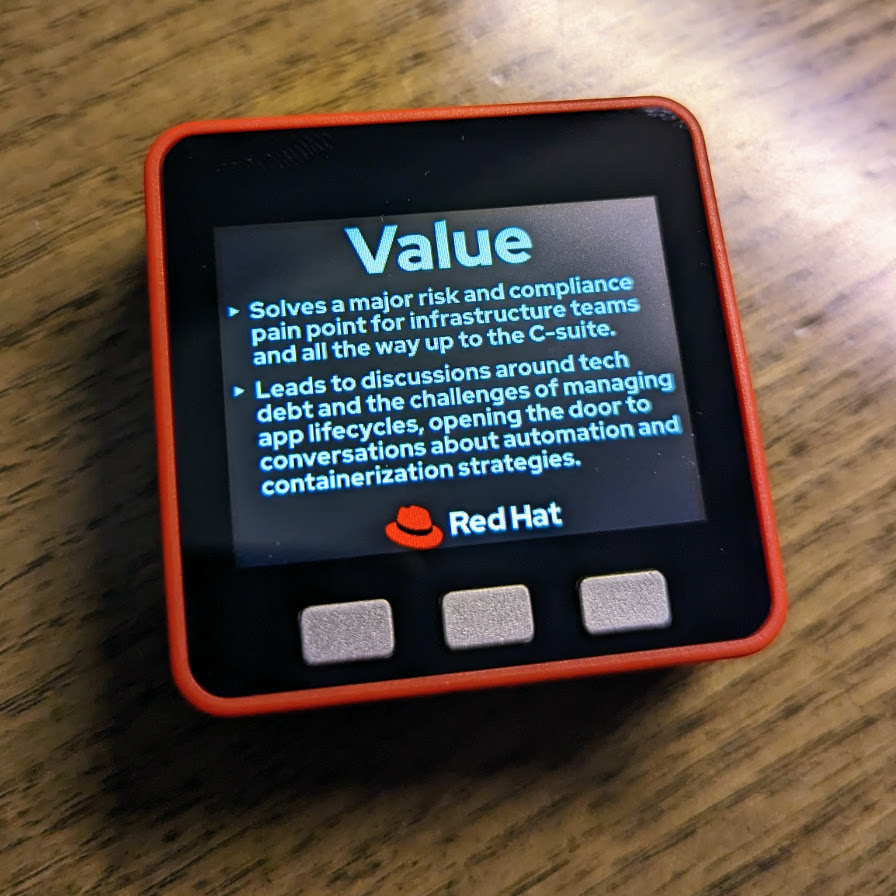 Value
▸ Solves a major risk and compliance
pain point for infrastructure teams
and all the way up to the C-suite.
▸ Leads to discussions around tech
debt and the challenges of managing
app lifecycles, opening the door to
conversations about automation and
containerization strategies.
Red Hat